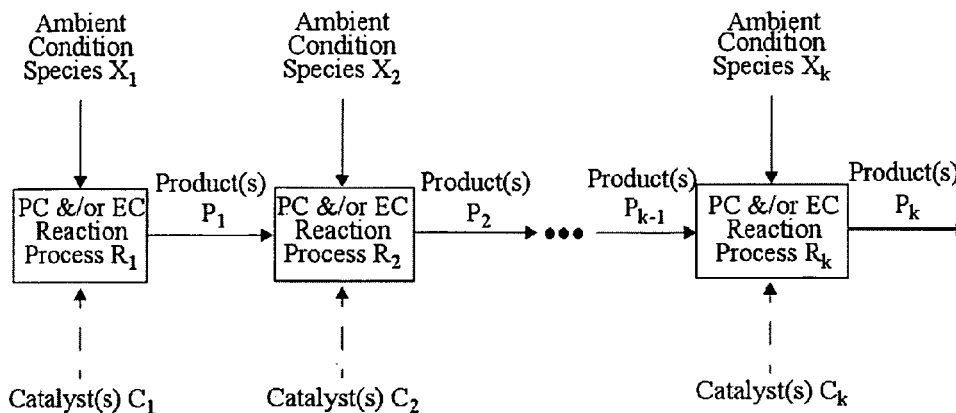 Ambient
Condition
Species X1
Ambient
Condition
Species X2
Ambient
Condition
Species Xk
Product(s)
P1
Product(s)
P2
Product(s)
Pk-1
Product(s)
Pk
PC &/or EC
Reaction
Process R1
PC &/or EC
Reaction
Process R2
PC &/or EC
Reaction
Process Rk
Catalyst(s) C1
Catalyst(s) C2
Catalyst(s) Ck